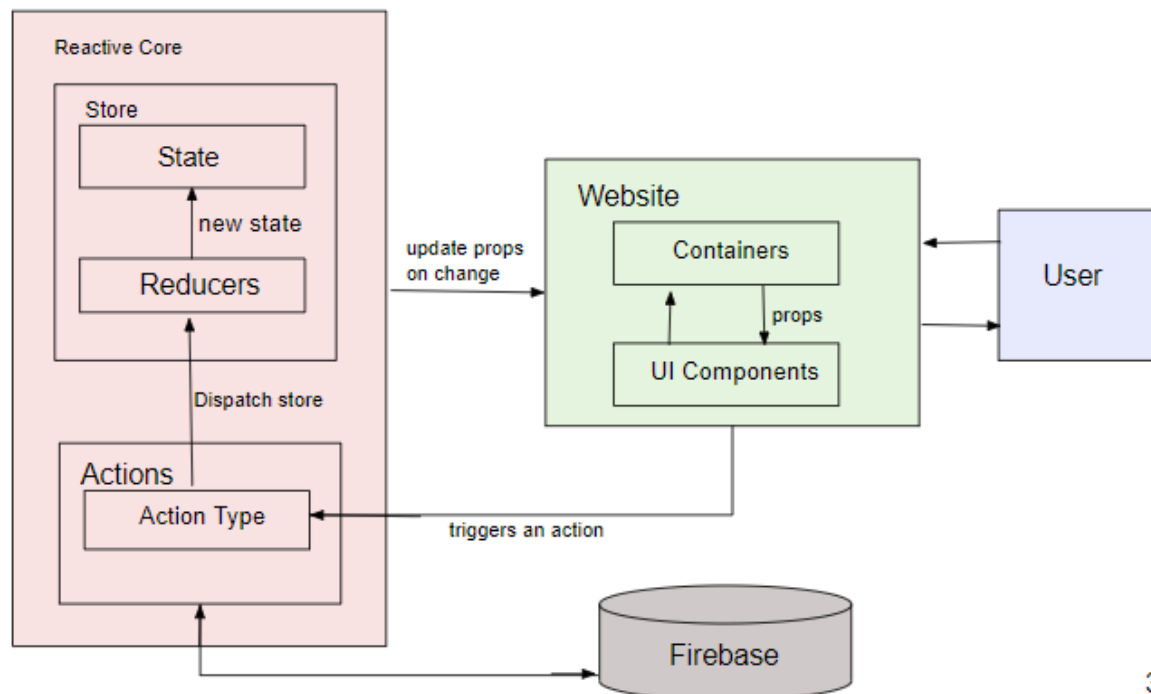 Reactive Core
Store
State
new state
Reducers
Dispatch store
Actions
Action Type
update props
on change
triggers an action
Website
Containers
props
UI Components
User
Firebase